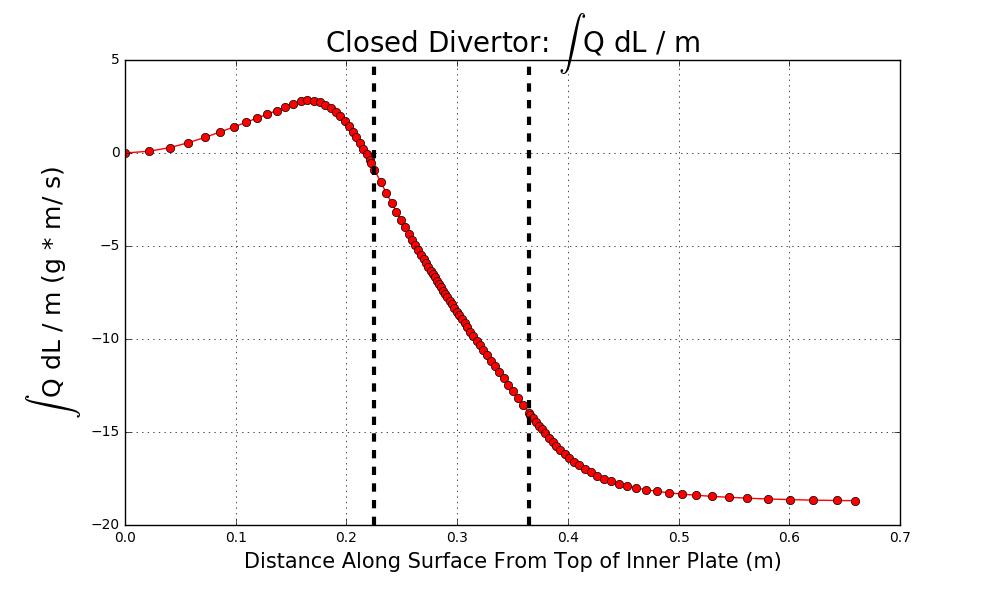 Closed Divertor: ∫Q dL / m
∫Q dL / m (g * m/ s)
5
0
−5
−10
−15
−20
0.0 0.1 0.2 0.3 0.4 0.5 0.6 0.7
Distance Along Surface From Top of Inner Plate (m)